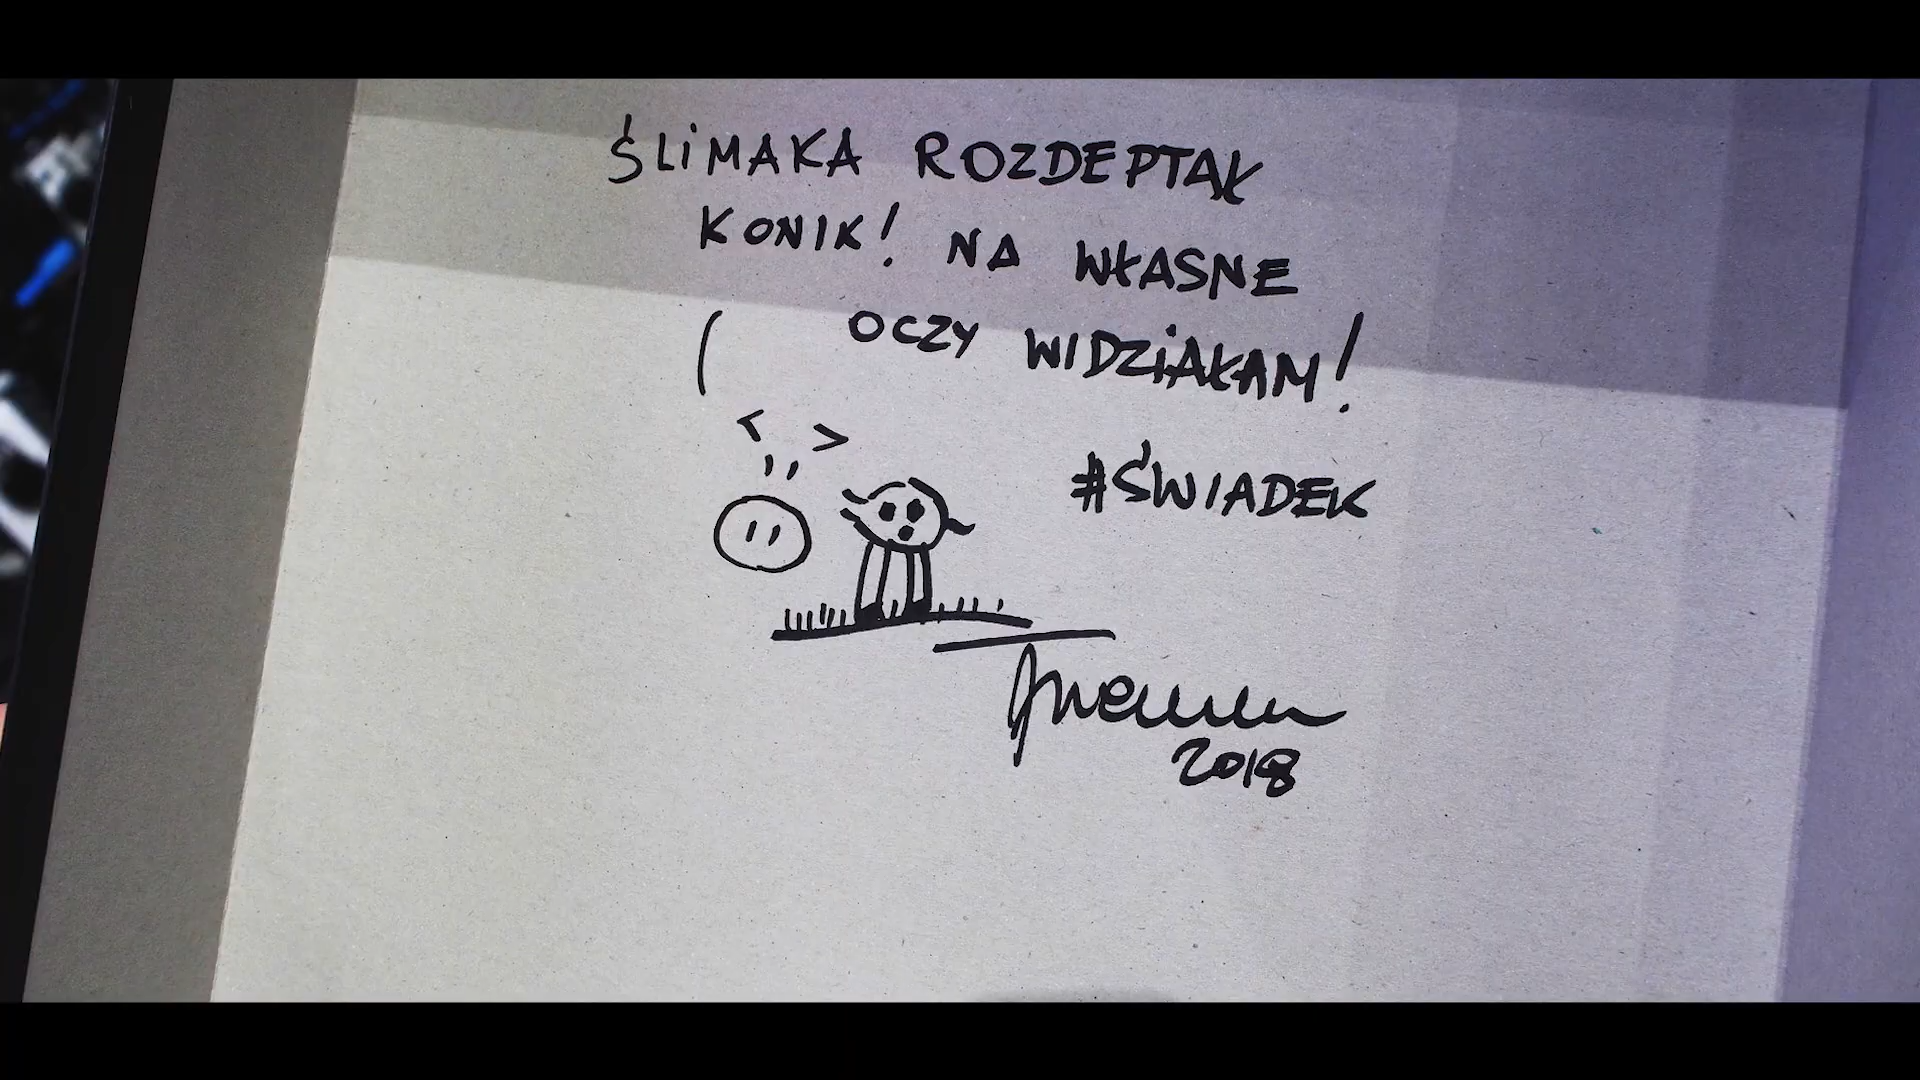 ŚLIMAKA ROZDEPTAŁ
KONIK! NA WŁASNE
OCZY WIDZIAŁAM!
#ŚWIADEK
2018